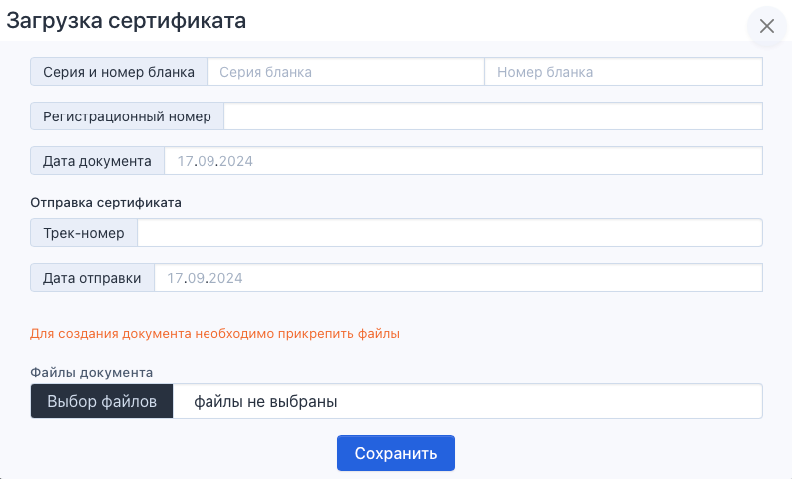 Загрузка сертификата
Серия и номер бланка Серия бланка Номер бланка
Регистрационный номер
Дата документа 17.09.2024
Отправка сертификата
Трек-номер
Дата отправки 17.09.2024
Для создания документа необходимо прикрепить файлы
Файлы документа
Выбор файлов файлы не выбраны
Сохранить